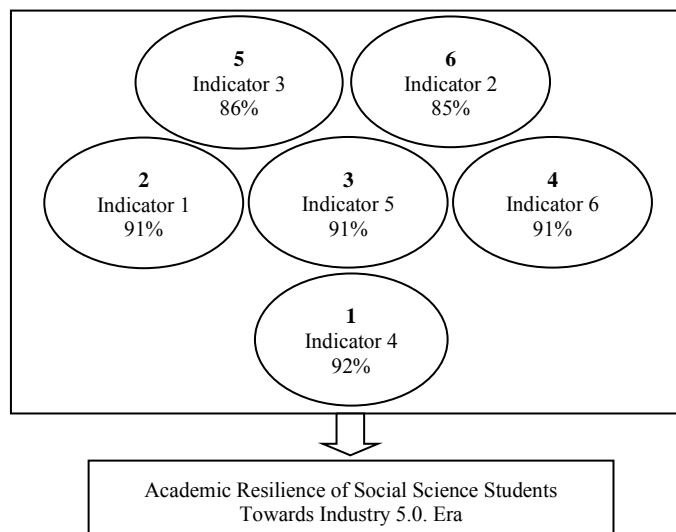 5
Indicator 3
86%
6
Indicator 2
85%
2
Indicator 1
91%
3
Indicator 5
91%
4
Indicator 6
91%
1
Indicator 4
92%
Academic Resilience of Social Science Students
Towards Industry 5.0. Era